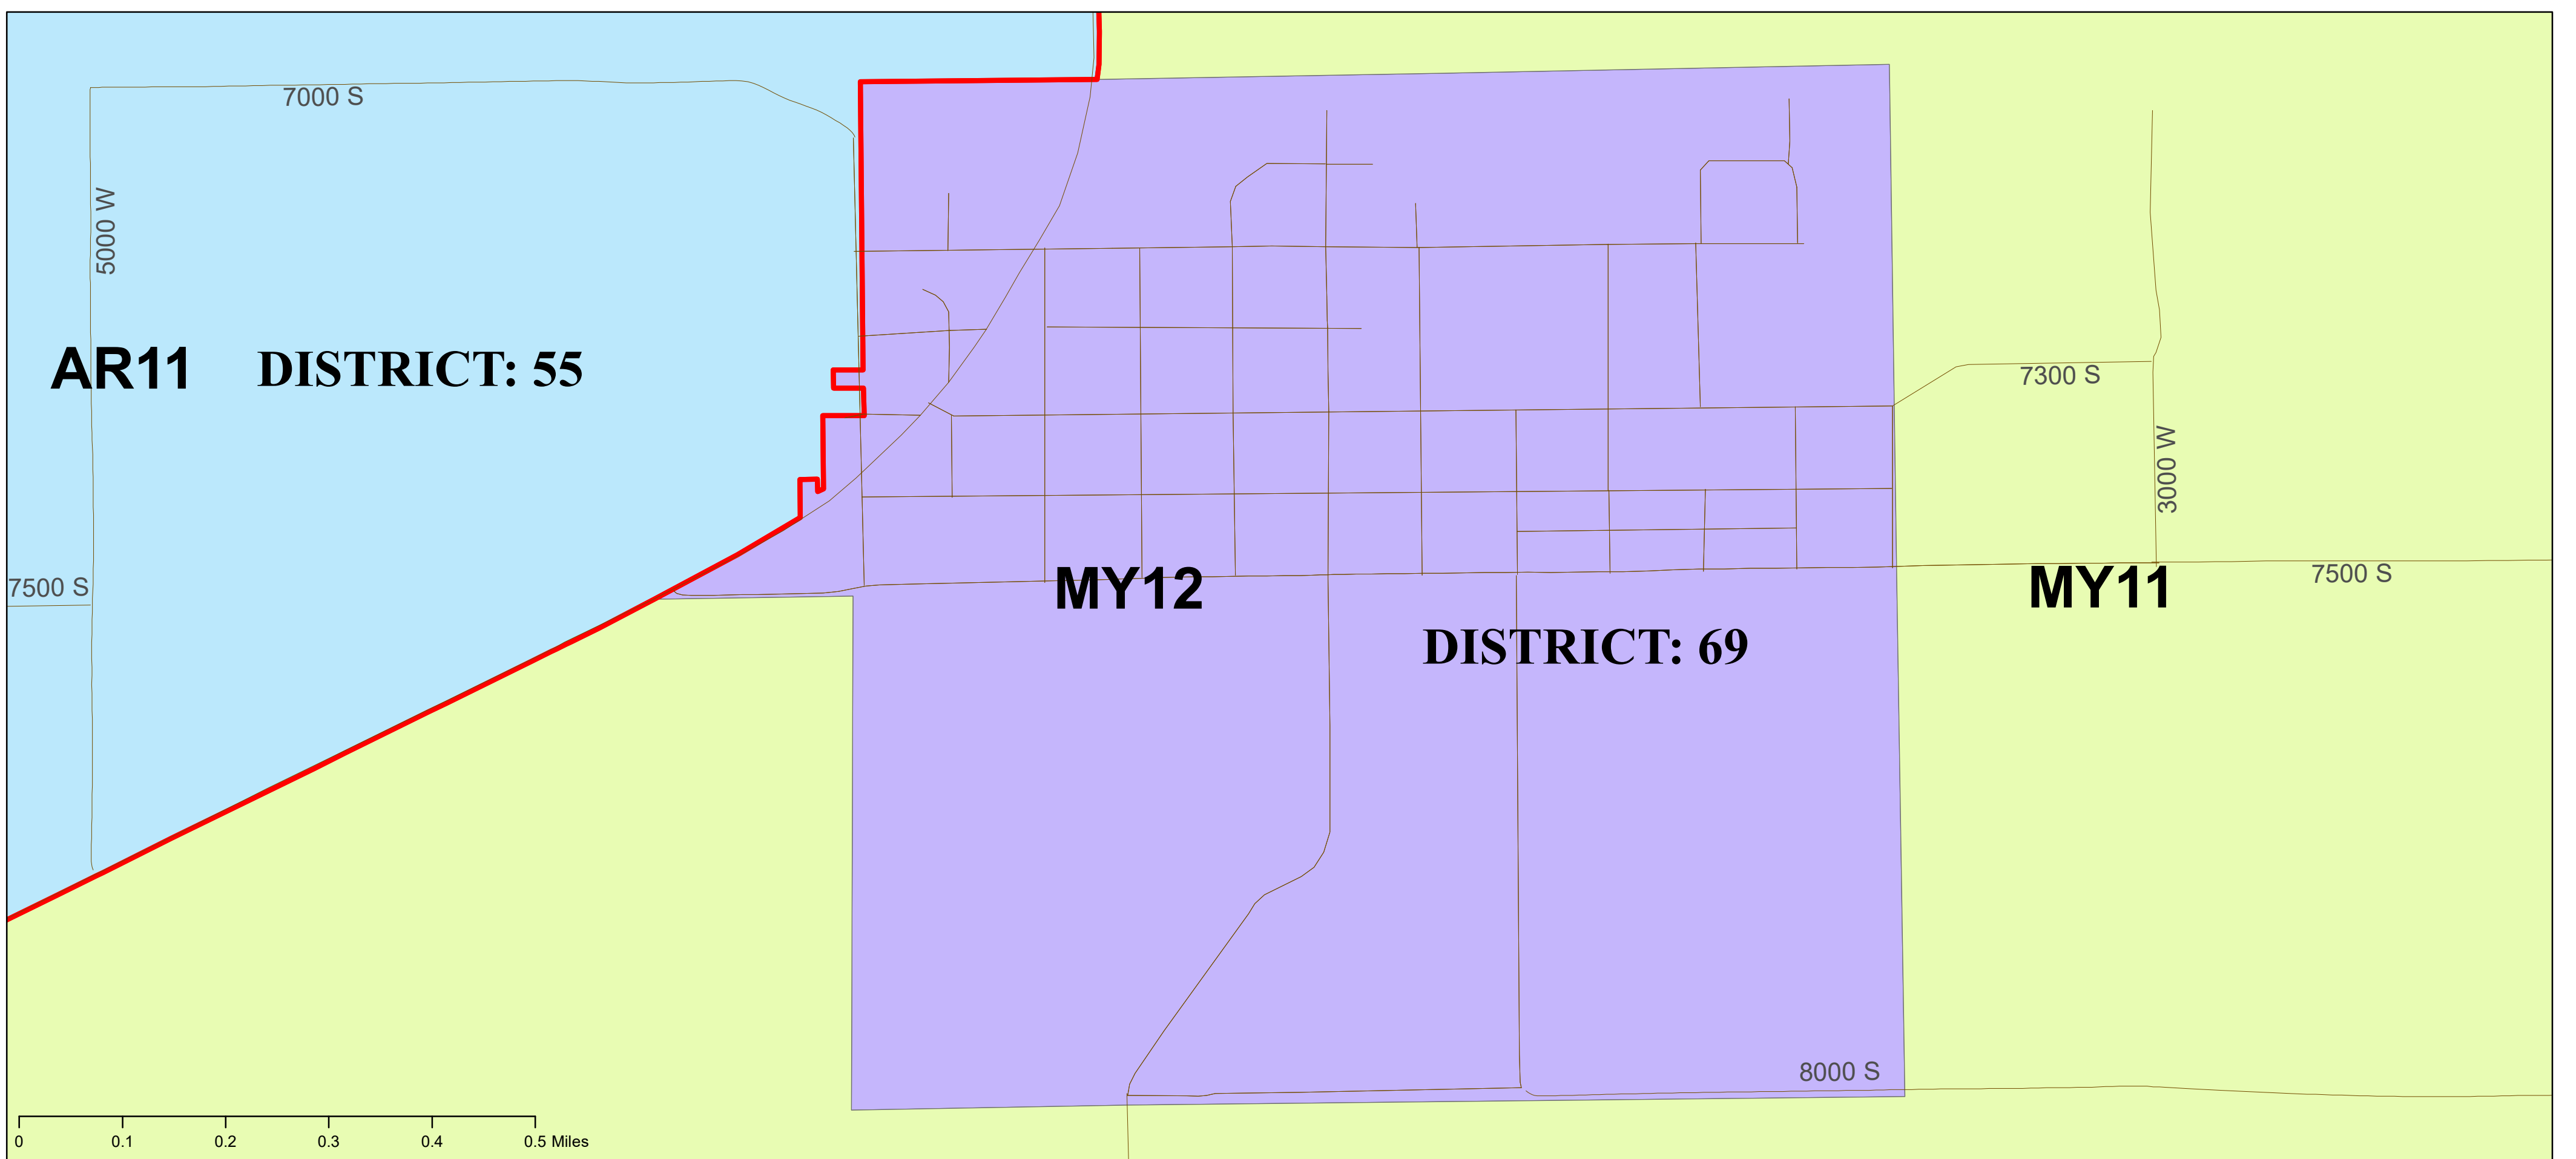 7000 S
5000 W
AR11
DISTRICT: 55
7300 S
3000 W
7500 S
MY12
MY11
7500 S
DISTRICT: 69
8000 S
0 0.1 0.2 0.3 0.4 0.5 Miles